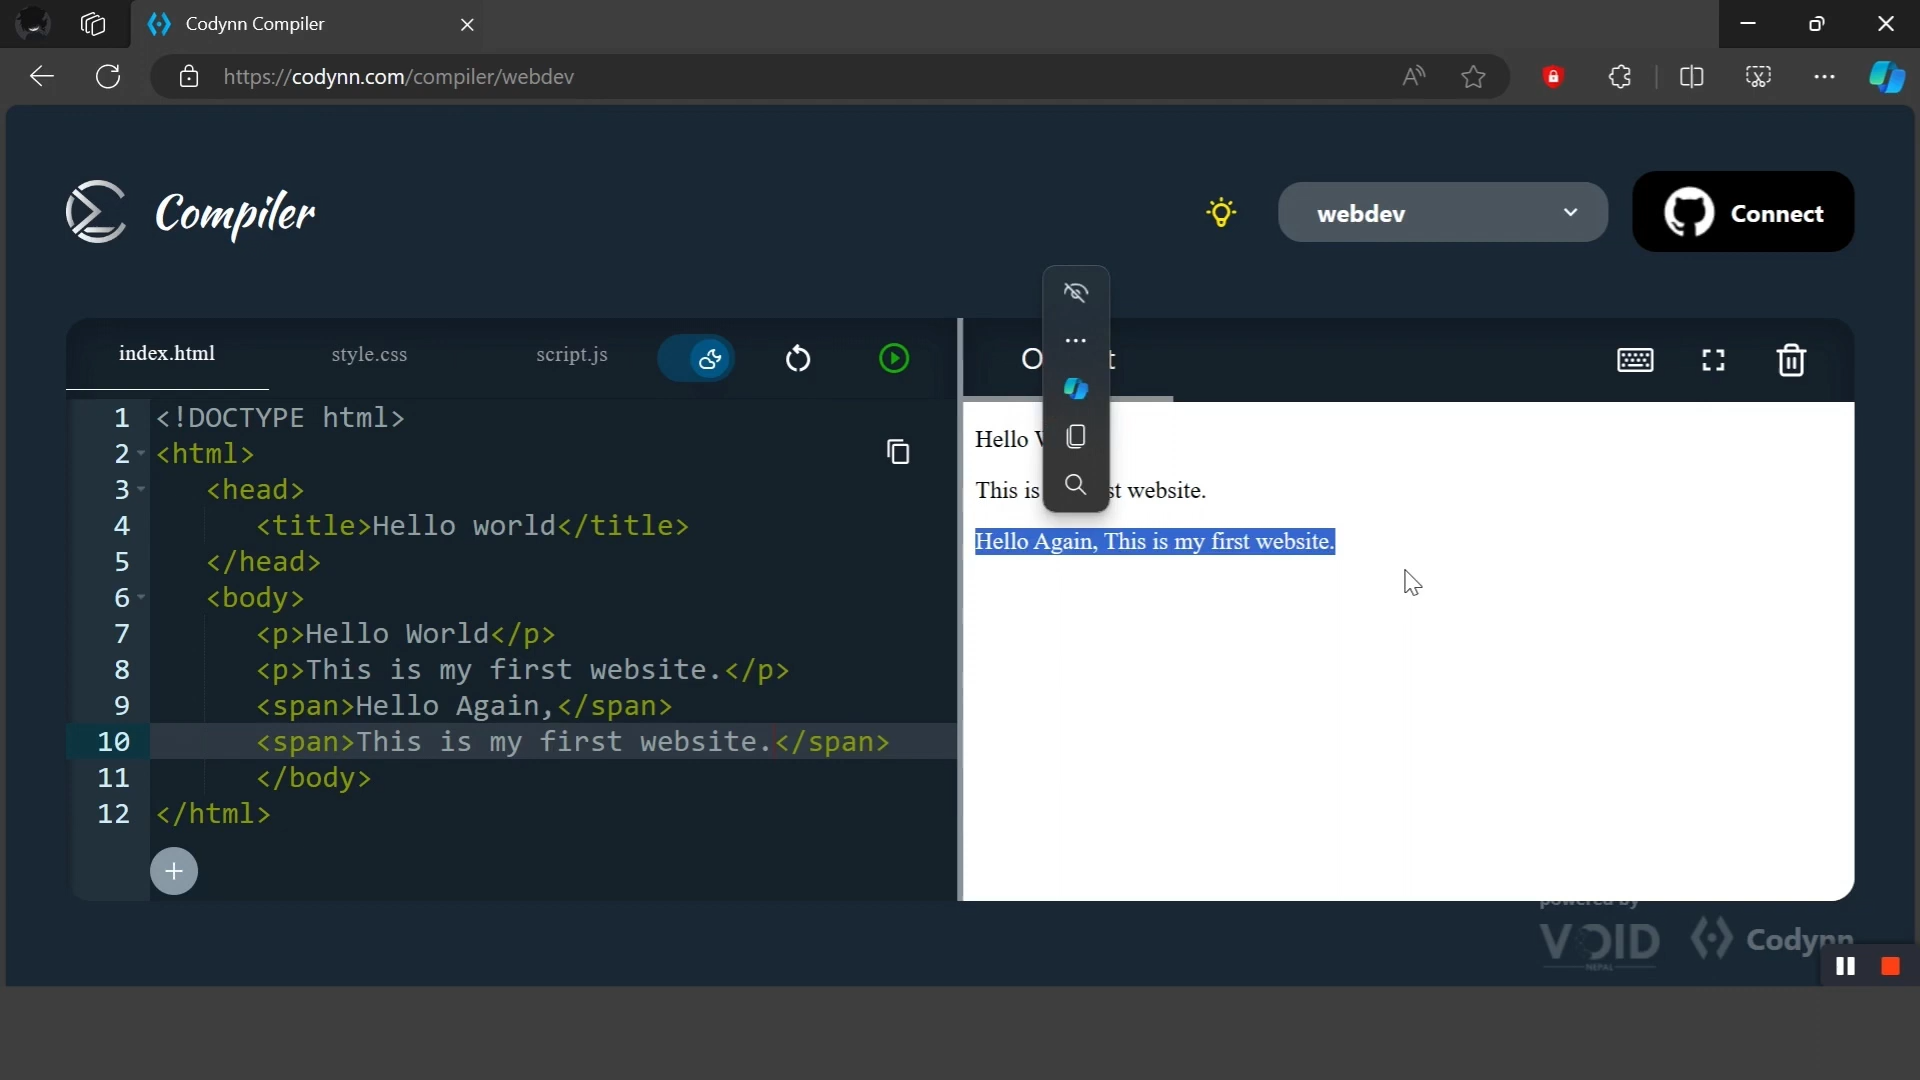 Codynn Compiler
https://codynn.com/compiler/webdev
Compiler
webdev
Connect
index.html
style.css
script.js
1 <!DOCTYPE html>
2 <html>
3 <head>
4 <title>Hello world</title>
5 </head>
6 <body>
7 <p>Hello World</p>
8 <p>This is my first website.</p>
9 <span>Hello Again,</span>
10 <span>This is my first website.</span>
11 </body>
12 </html>
Hello
This is website.
Hello Again, This is my first website.
powered by
VOID
NEPAL
Codynn